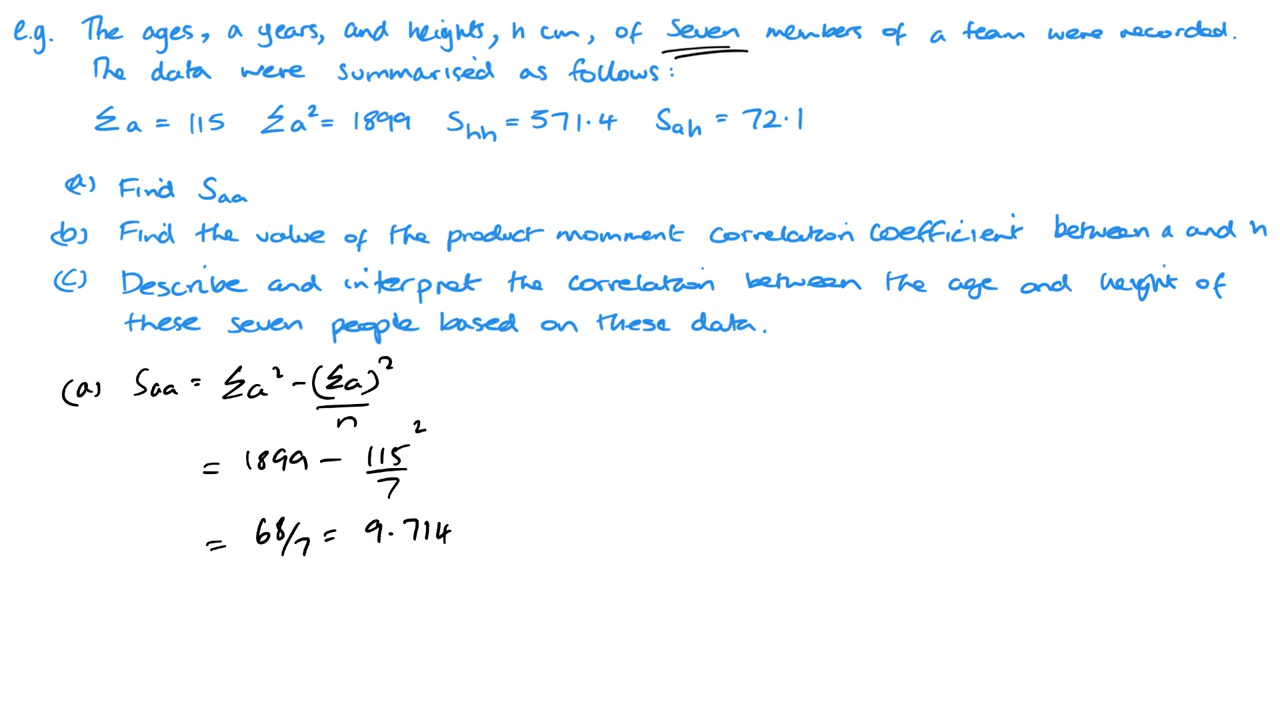 e.g. The ages, a years, and heights, h cm, of seven members of a team were recorded.
The data were summarised as follows:
Σa = 115 Σa² = 1899 Shh = 571.4 Sah = 72.1
(a) Find Saa
(b) Find the value of the product momment correlation coefficient between a and h
(c) Describe and interpret the correlation between the age and height of
these seven people based on these data.
(a) Saa = Σa² - (Σa)²/n
= 1899 - 115²/7
= 68/7 = 9.714